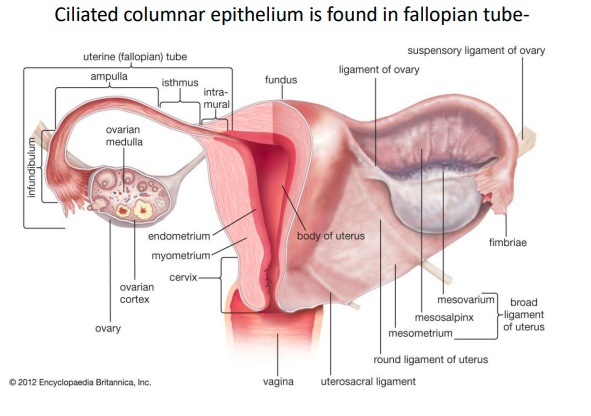 Ciliated columnar epithelium is found in fallopian tube-
suspensory ligament of ovary
uterine (fallopian) tube
ligament of ovary
ampulla
isthmus
fundus
intra-
mural
infundibulum
ovarian
medulla
endometrium
body of uterus
fimbriae
myometrium
cervix
ovarian
cortex
mesovarium
broad
ligament
of uterus
mesosalpinx
ovary
mesometrium
round ligament of uterus
© 2012 Encyclopaedia Britannica, Inc.
vagina
uterosacral ligament